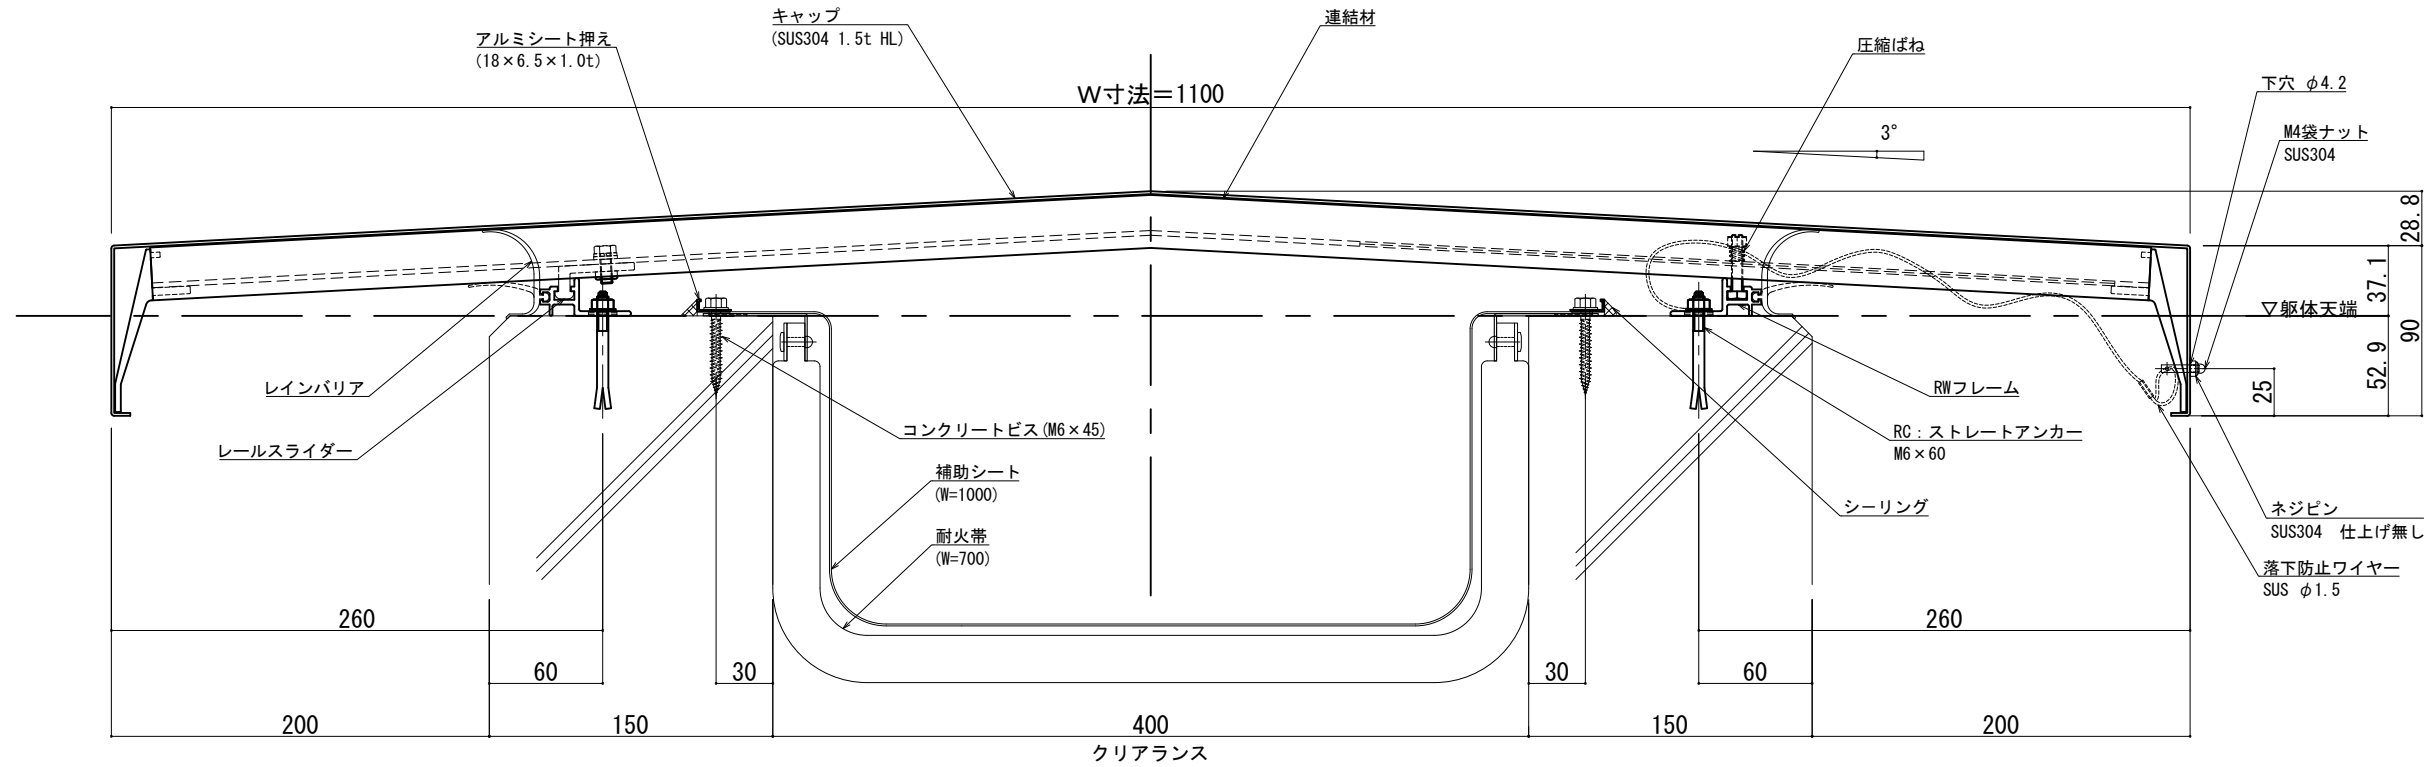 キャップ
(SUS304 1.5t HL)
連結材
アルミシート押え
(18×6.5×1.0t)
圧縮ばね
下穴 φ4.2
W寸法=1100
M4袋ナット
SUS304
3°
28.8
37.1
▽躯体天端
90
52.9
25
レインバリア
RWフレーム
コンクリートビス(M6×45)
RC:ストレートアンカー
M6×60
レールスライダー
補助シート
(W=1000)
シーリング
ネジピン
SUS304 仕上げ無し
耐火帯
(W=700)
落下防止ワイヤー
SUS φ1.5
260
260
60
30
30
60
200
150
400
150
200
クリアランス